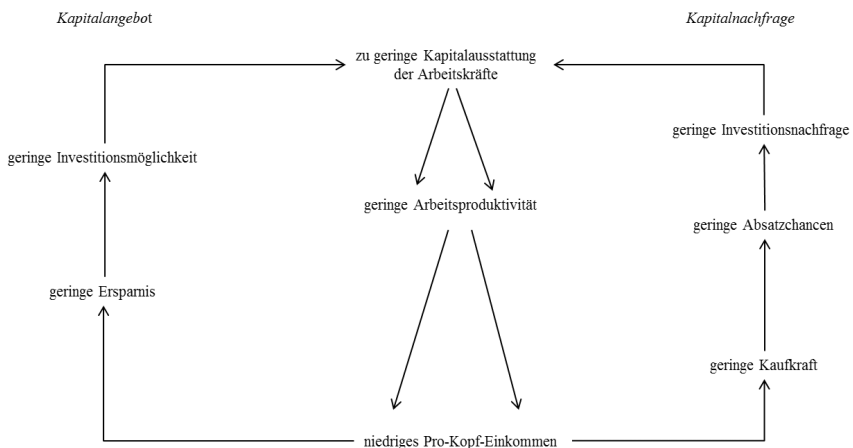 Kapitalangebot
Kapitalnachfrage
zu geringe Kapitalausstattung
der Arbeitskräfte
geringe Investitionsnachfrage
geringe Investitionsmöglichkeit
geringe Arbeitsproduktivität
geringe Absatzchancen
geringe Ersparnis
geringe Kaufkraft
niedriges Pro-Kopf-Einkommen